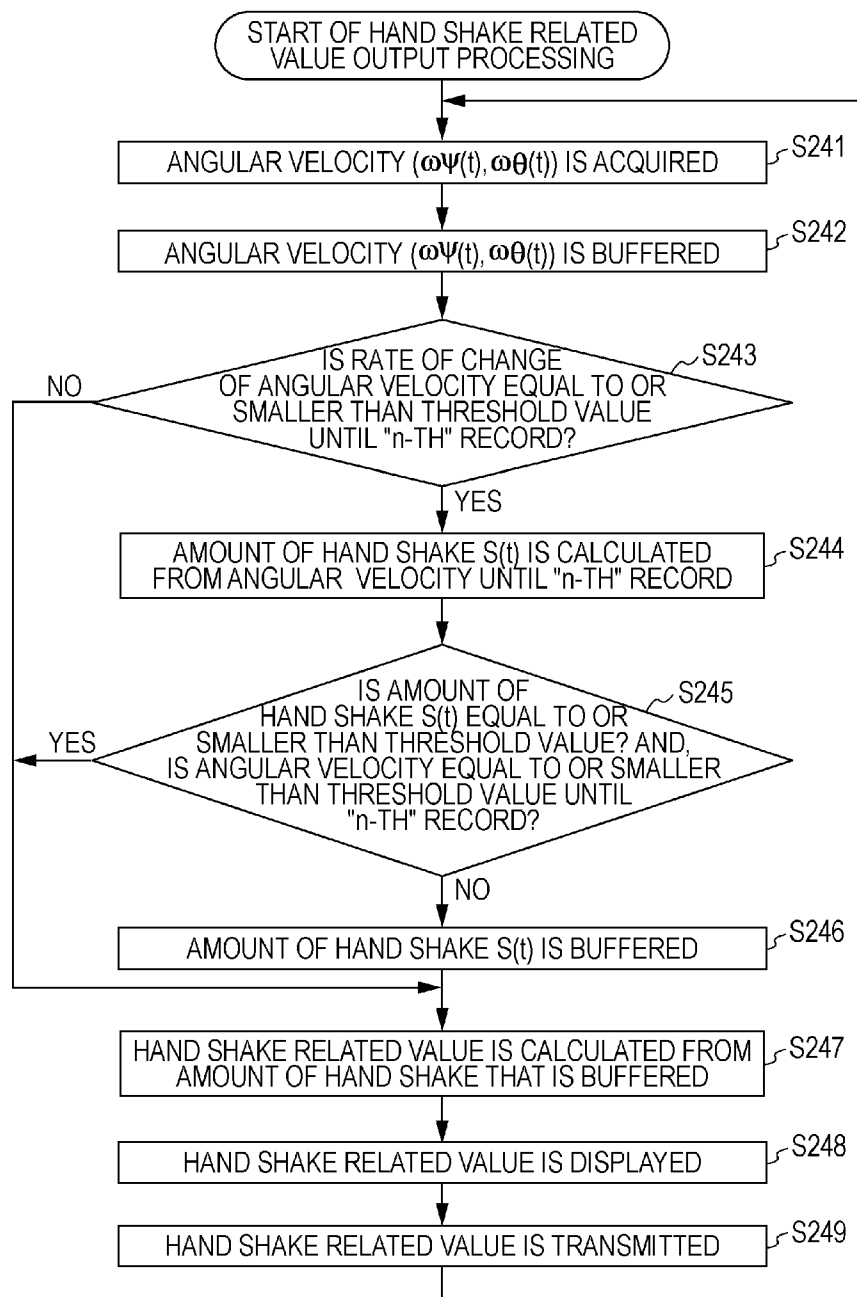 START OF HAND SHAKE RELATED
VALUE OUTPUT PROCESSING
ANGULAR VELOCITY (ωΨ(t), ωθ(t)) IS ACQUIRED
S241
ANGULAR VELOCITY (ωΨ(t), ωθ(t)) IS BUFFERED
S242
IS RATE OF CHANGE
OF ANGULAR VELOCITY EQUAL TO OR
SMALLER THAN THRESHOLD VALUE
UNTIL "n-TH" RECORD?
S243
NO
YES
AMOUNT OF HAND SHAKE S(t) IS CALCULATED
FROM ANGULAR VELOCITY UNTIL "n-TH" RECORD
S244
IS AMOUNT OF
HAND SHAKE S(t) EQUAL TO OR
SMALLER THAN THRESHOLD VALUE? AND,
IS ANGULAR VELOCITY EQUAL TO OR SMALLER
THAN THRESHOLD VALUE UNTIL
"n-TH" RECORD?
S245
YES
NO
AMOUNT OF HAND SHAKE S(t) IS BUFFERED
S246
HAND SHAKE RELATED VALUE IS CALCULATED FROM
AMOUNT OF HAND SHAKE THAT IS BUFFERED
S247
HAND SHAKE RELATED VALUE IS DISPLAYED
S248
HAND SHAKE RELATED VALUE IS TRANSMITTED
S249